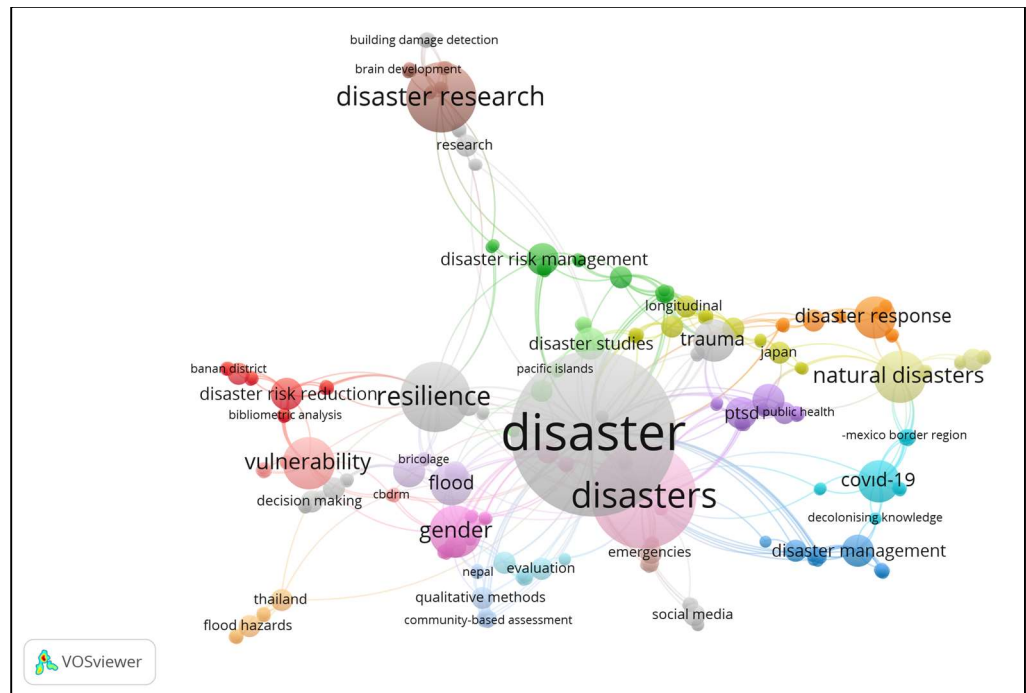 building damage detection
brain development
disaster research
research
disaster risk management
longitudinal
disaster response
disaster studies
trauma
japan
pacific islands
banan district
natural disasters
disaster risk reduction
resilience
bibliometric analysis
ptsd
public health
disaster
-mexico border region
bricolage
vulnerability
flood
covid-19
cbdrm
decision making
disasters
decolonising knowledge
gender
emergencies
disaster management
nepal
evaluation
thailand
qualitative methods
social media
flood hazards
community-based assessment
VOSviewer